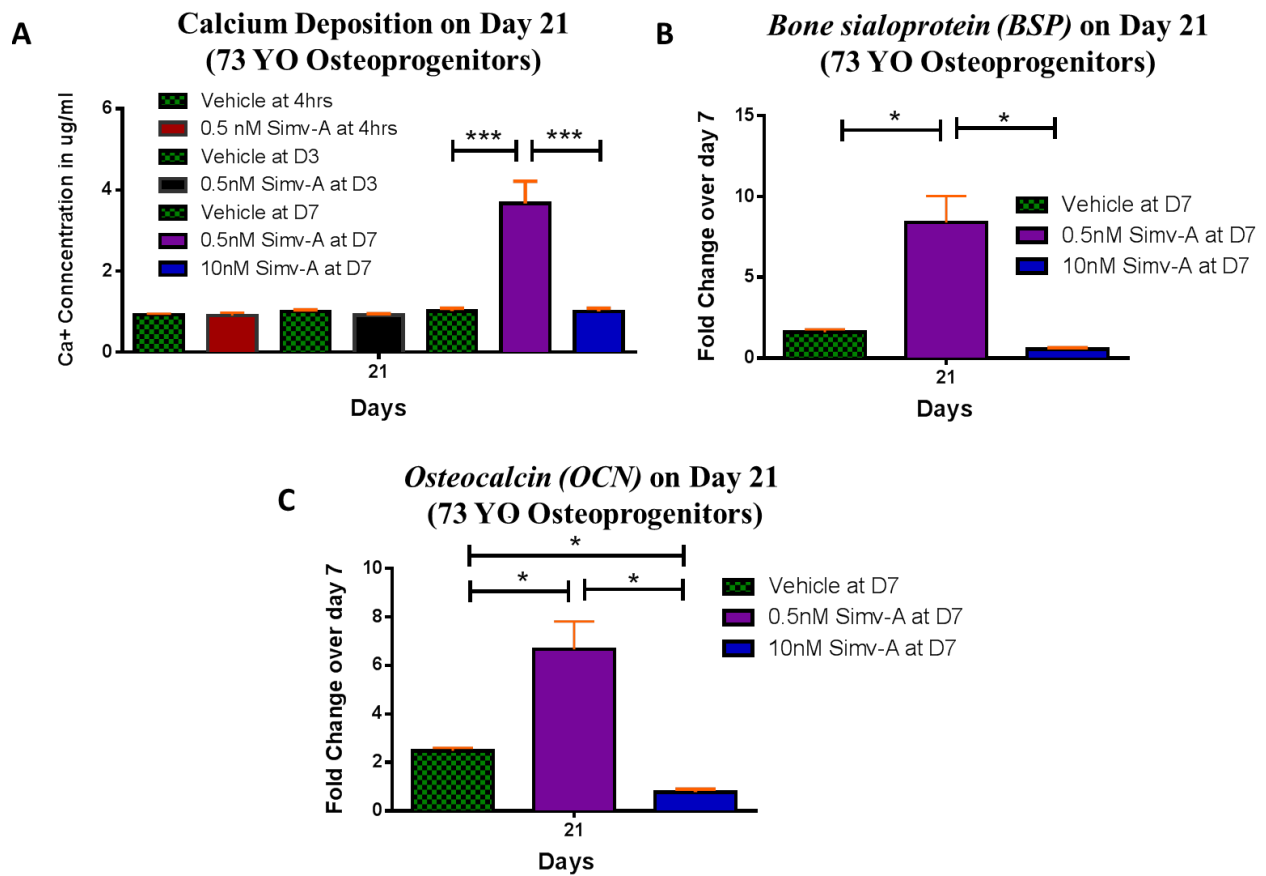 A
Calcium Deposition on Day 21
(73 YO Osteoprogenitors)
Ca+ Conncentration in ug/ml
6
4
2
0
Vehicle at 4hrs
0.5 nM Simv-A at 4hrs
Vehicle at D3
0.5nM Simv-A at D3
Vehicle at D7
0.5nM Simv-A at D7
10nM Simv-A at D7
***
***
21
Days
B
Bone sialoprotein (BSP) on Day 21
(73 YO Osteoprogenitors)
Fold Change over day 7
15
10
5
0
*
*
Vehicle at D7
0.5nM Simv-A at D7
10nM Simv-A at D7
21
Days
C
Osteocalcin (OCN) on Day 21
(73 YO Osteoprogenitors)
Fold Change over day 7
10
8
6
4
2
0
*
*
*
Vehicle at D7
0.5nM Simv-A at D7
10nM Simv-A at D7
21
Days